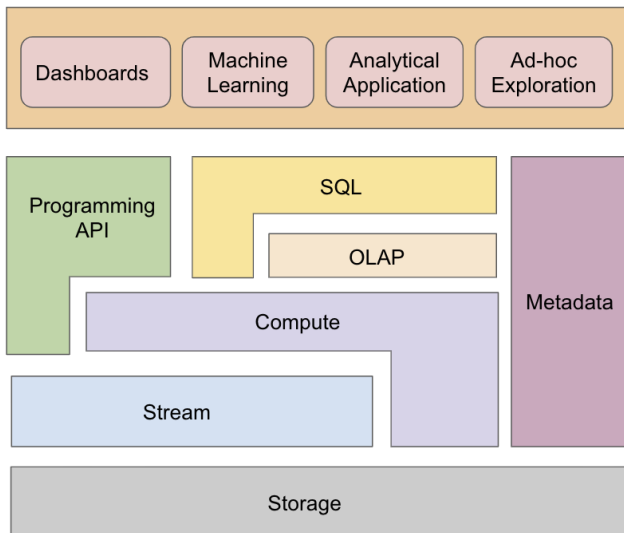 Dashboards
Machine
Learning
Analytical
Application
Ad-hoc
Exploration
Programming
API
SQL
OLAP
Compute
Metadata
Stream
Storage